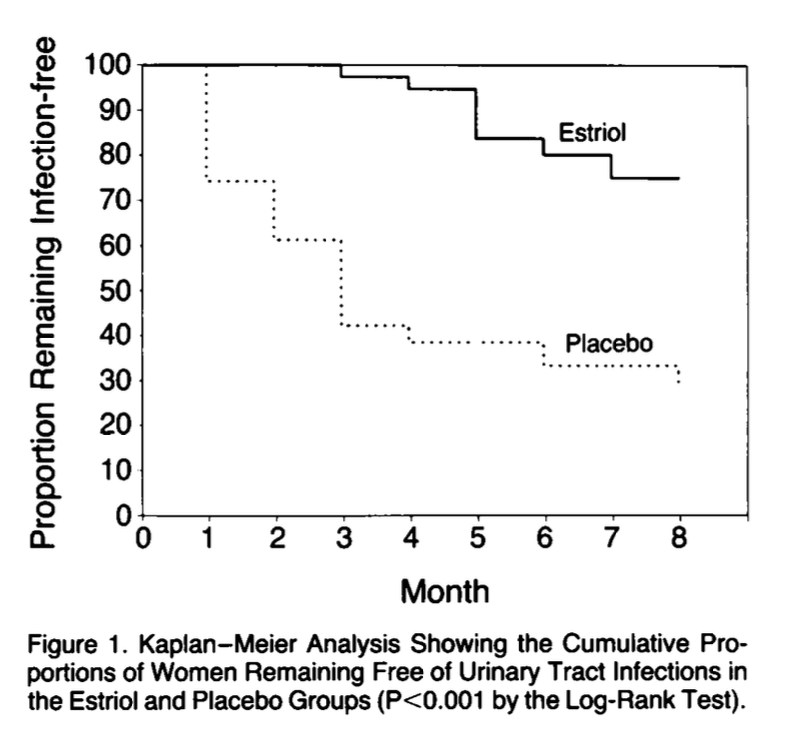 Proportion Remaining Infection-free
100
90
80
70
60
50
40
30
20
10
0
Estriol
Placebo
0 1 2 3 4 5 6 7 8
Month
Figure 1. Kaplan–Meier Analysis Showing the Cumulative Pro-
portions of Women Remaining Free of Urinary Tract Infections in
the Estriol and Placebo Groups (P<0.001 by the Log-Rank Test).